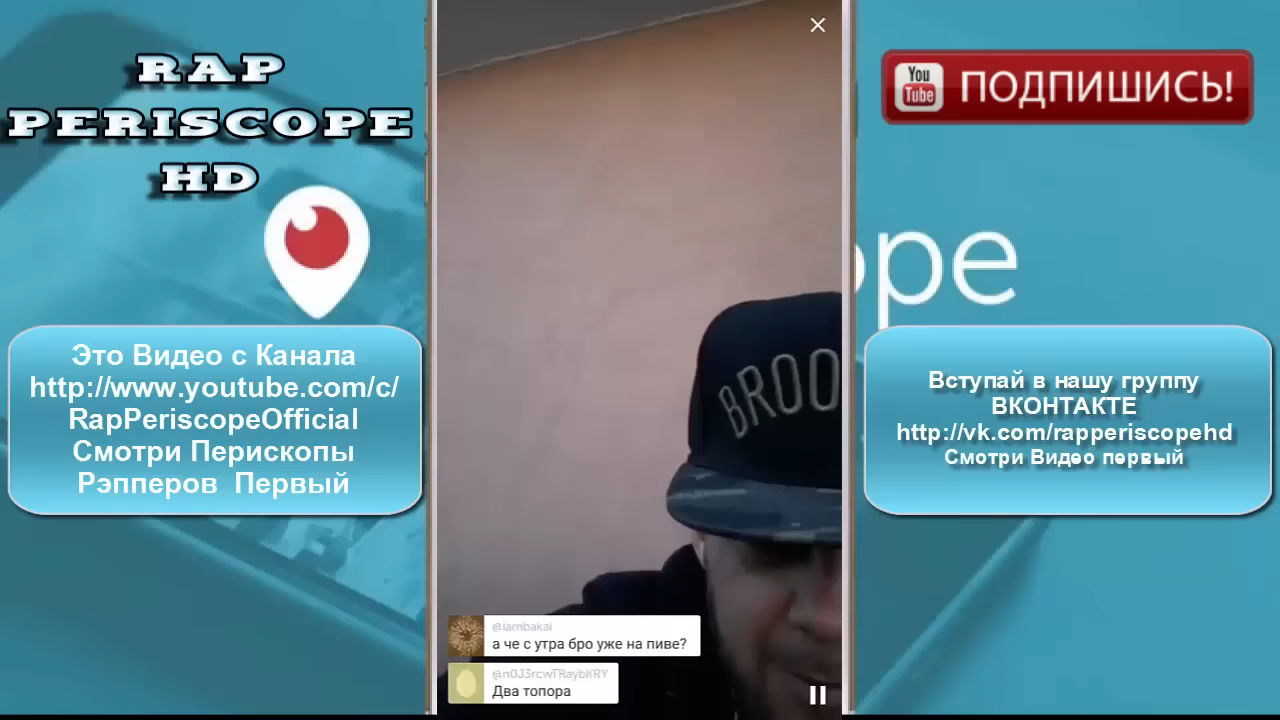 RAP
PERISCOPE
HD
Это Видео с Канала
http://www.youtube.com/c/
RapPeriscopeOfficial
Смотри Перископы
Рэпперов Первый
BROO
@iambakai
а че с утра бро уже на пиве?
@n0J3rcwTRaybKRY
Два топора
You
Tube
ПОДПИШИСЬ!
ope
Вступай в нашу группу
ВКОНТАКТЕ
http://vk.com/rapperiscopehd
Смотри Видео первый